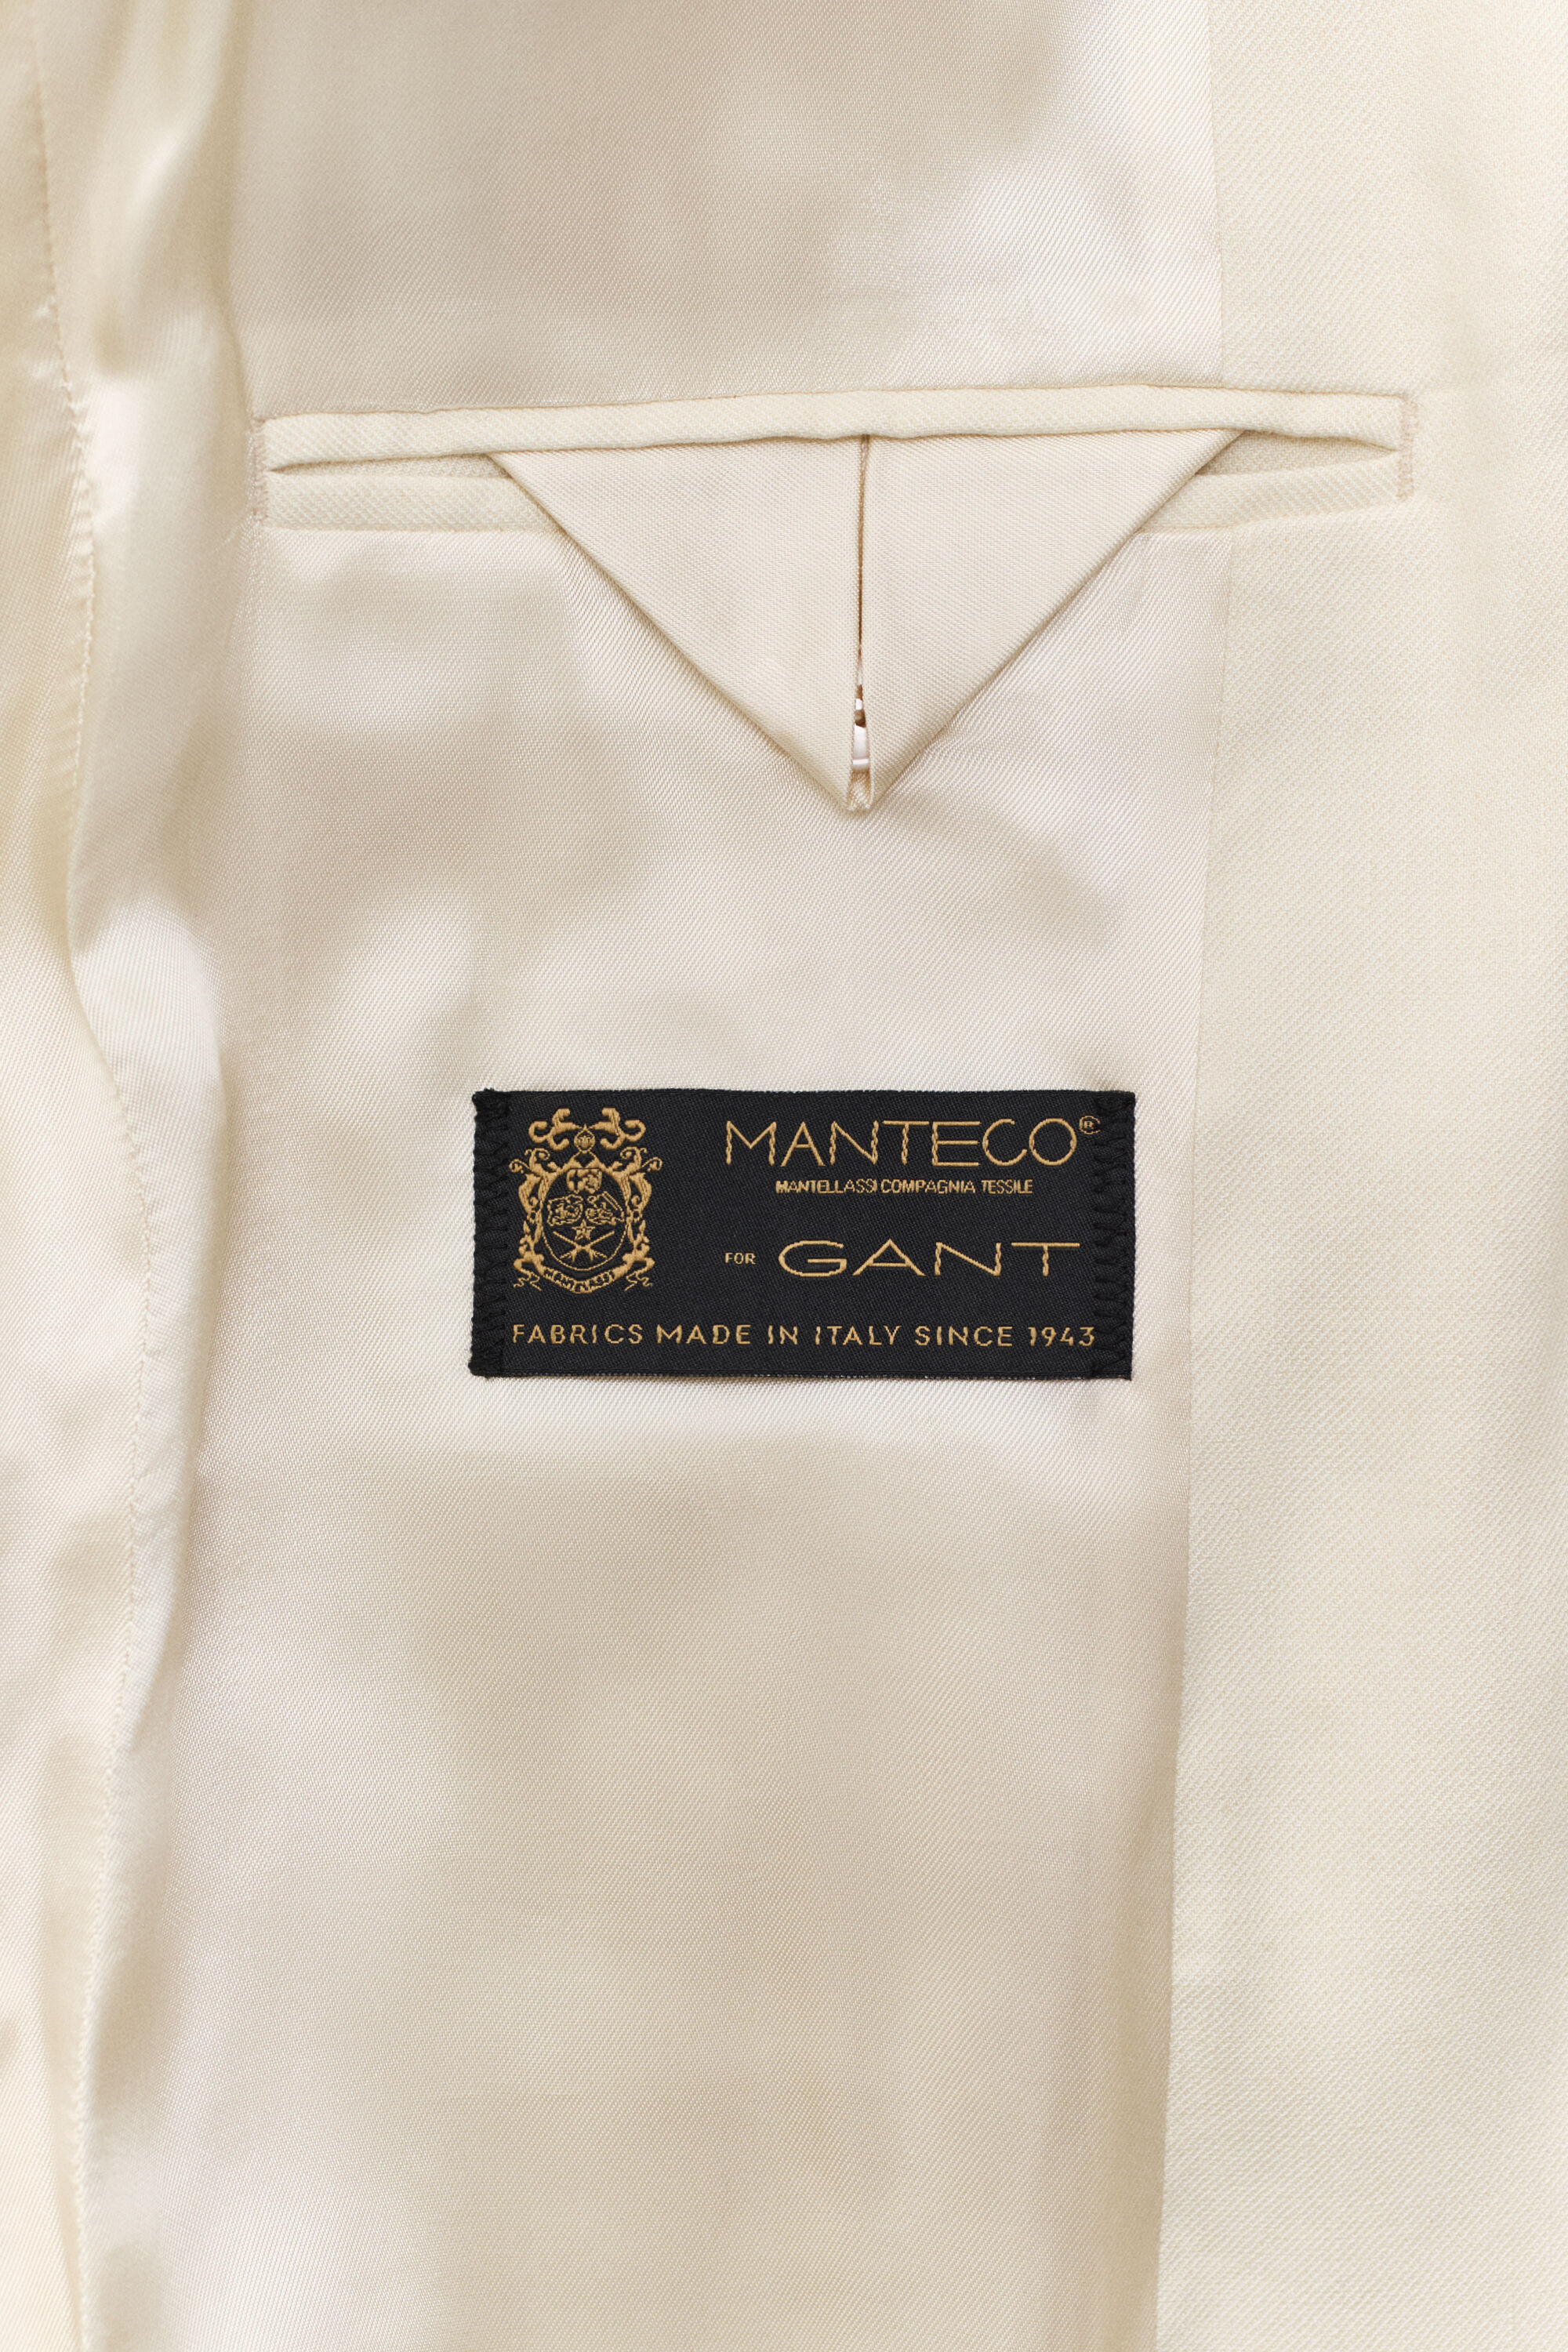 MANTECO®
MANTELLASSI COMPAGNIA TESSILE
FOR GANT
FABRICS MADE IN ITALY SINCE 1943